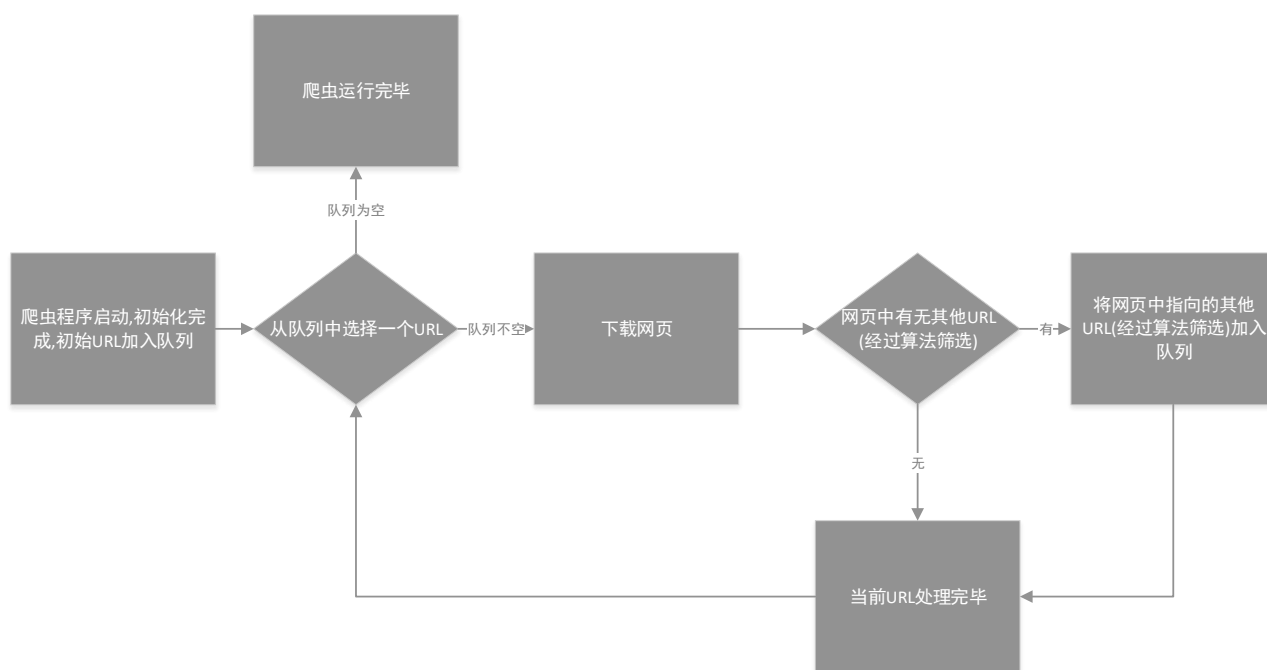 爬虫运行完毕
队列为空
爬虫程序启动,初始化完
成,初始URL加入队列
从队列中选择一个URL
队列不空
下载网页
网页中有无其他URL
(经过算法筛选)
有
将网页中指向的其他
URL(经过算法筛选)加入
队列
无
当前URL处理完毕